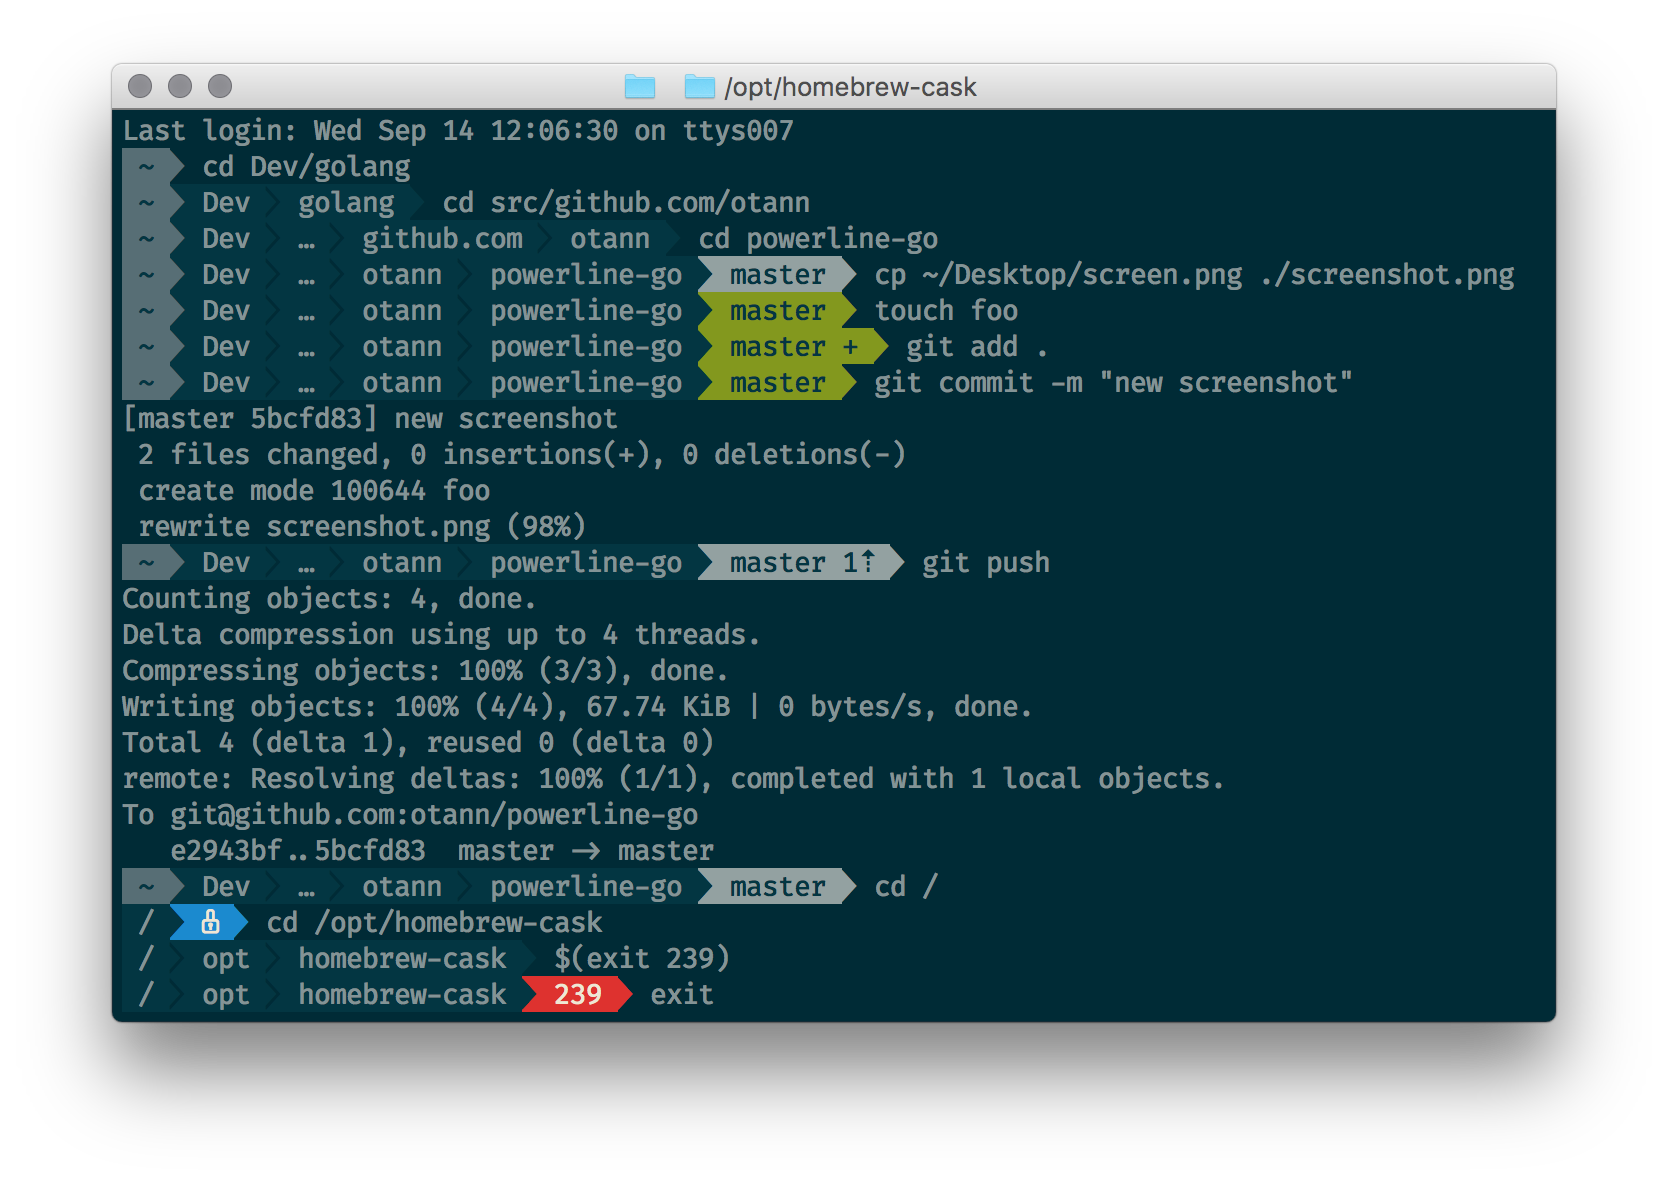 /opt/homebrew-cask
Last login: Wed Sep 14 12:06:30 on ttys007
~ cd Dev/golang
~ Dev golang cd src/github.com/otann
~ Dev … github.com otann cd powerline-go
~ Dev … otann powerline-go master cp ~/Desktop/screen.png ./screenshot.png
~ Dev … otann powerline-go master touch foo
~ Dev … otann powerline-go master + git add .
~ Dev … otann powerline-go master git commit -m "new screenshot"
[master 5bcfd83] new screenshot
2 files changed, 0 insertions(+), 0 deletions(-)
create mode 100644 foo
rewrite screenshot.png (98%)
~ Dev … otann powerline-go master 1⇡ git push
Counting objects: 4, done.
Delta compression using up to 4 threads.
Compressing objects: 100% (3/3), done.
Writing objects: 100% (4/4), 67.74 KiB | 0 bytes/s, done.
Total 4 (delta 1), reused 0 (delta 0)
remote: Resolving deltas: 100% (1/1), completed with 1 local objects.
To git@github.com:otann/powerline-go
e2943bf..5bcfd83 master -> master
~ Dev … otann powerline-go master cd /
/ cd /opt/homebrew-cask
/ opt homebrew-cask $(exit 239)
/ opt homebrew-cask 239 exit